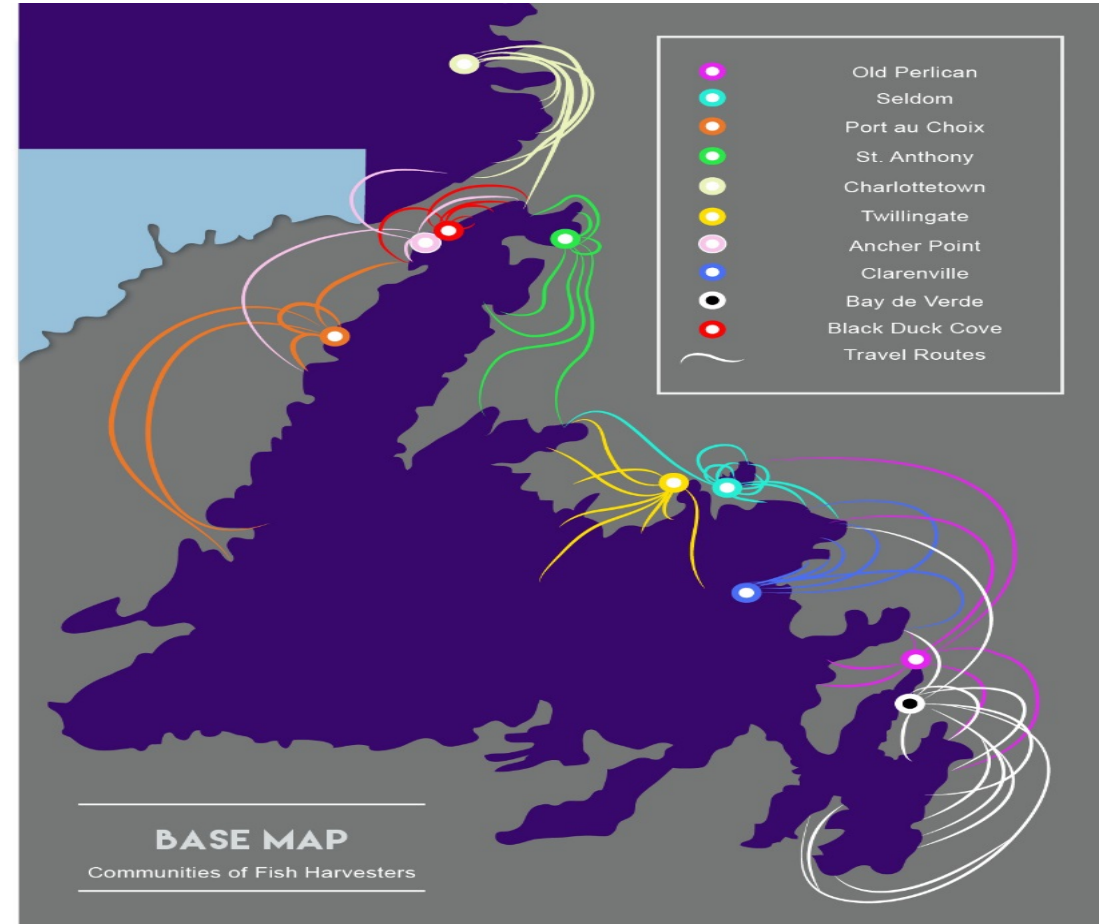 Old Perlican
Seldom
Port au Choix
St. Anthony
Charlottetown
Twillingate
Ancher Point
Clarenville
Bay de Verde
Black Duck Cove
Travel Routes
BASE MAP
Communities of Fish Harvesters